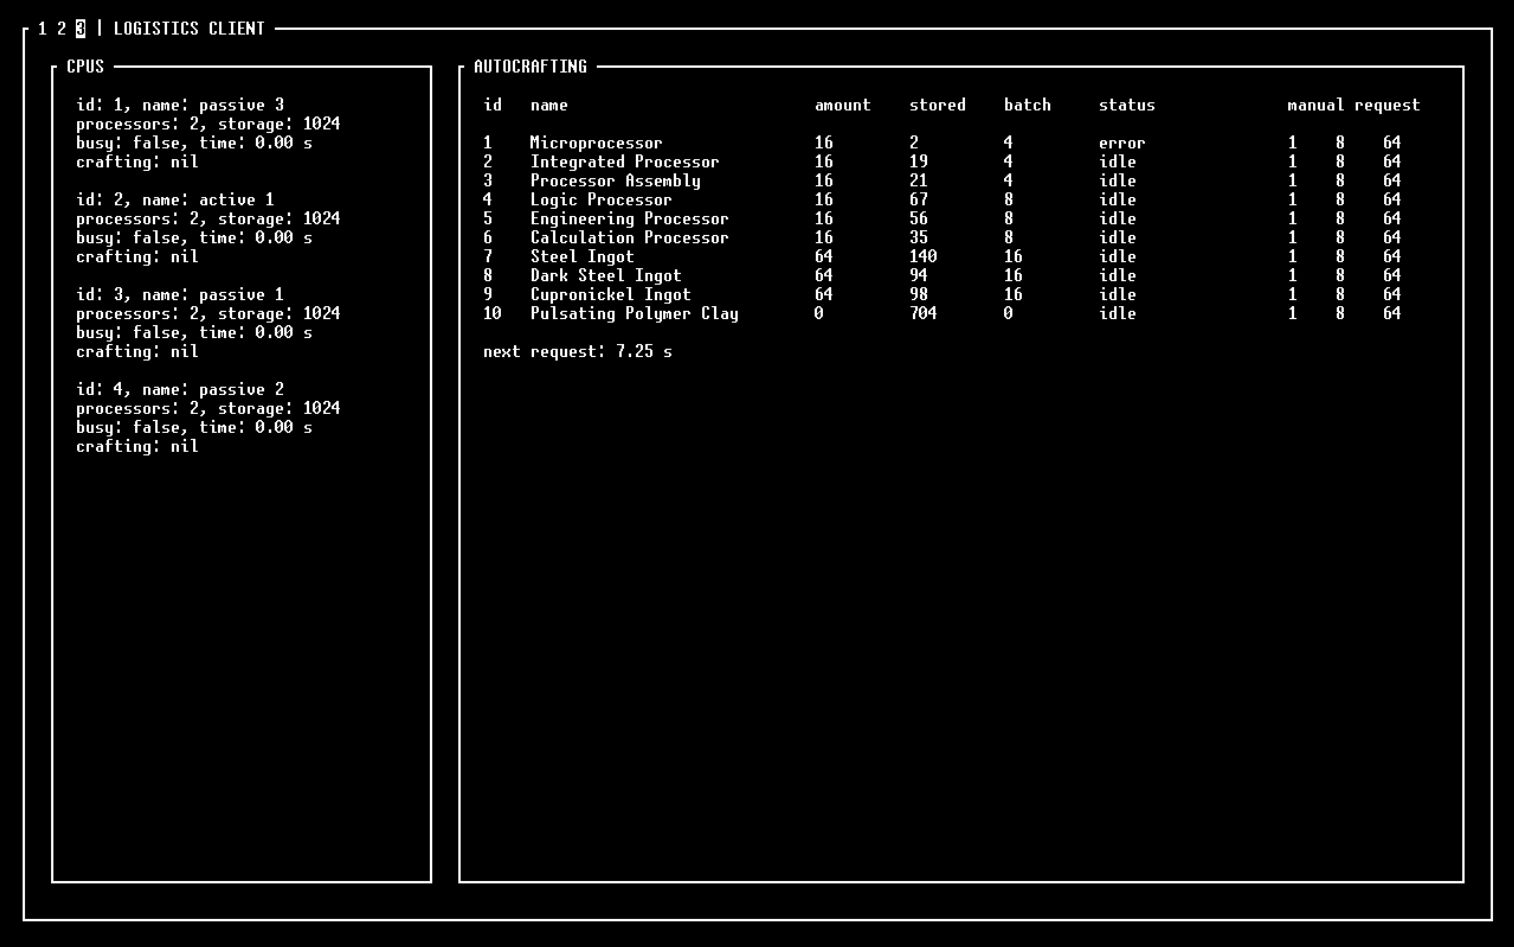 1 2 3 | LOGISTICS CLIENT
CPUS
id: 1, name: passive 3
processors: 2, storage: 1024
busy: false, time: 0.00 s
crafting: nil
id: 2, name: active 1
processors: 2, storage: 1024
busy: false, time: 0.00 s
crafting: nil
id: 3, name: passive 1
processors: 2, storage: 1024
busy: false, time: 0.00 s
crafting: nil
id: 4, name: passive 2
processors: 2, storage: 1024
busy: false, time: 0.00 s
crafting: nil
AUTOCRAFTING
id name amount stored batch status manual request
1 Microprocessor 16 2 4 error 1 8 64
2 Integrated Processor 16 19 4 idle 1 8 64
3 Processor Assembly 16 21 4 idle 1 8 64
4 Logic Processor 16 67 8 idle 1 8 64
5 Engineering Processor 16 56 8 idle 1 8 64
6 Calculation Processor 16 35 8 idle 1 8 64
7 Steel Ingot 64 140 16 idle 1 8 64
8 Dark Steel Ingot 64 94 16 idle 1 8 64
9 Cupronickel Ingot 64 98 16 idle 1 8 64
10 Pulsating Polymer Clay 0 704 0 idle 1 8 64
next request: 7.25 s